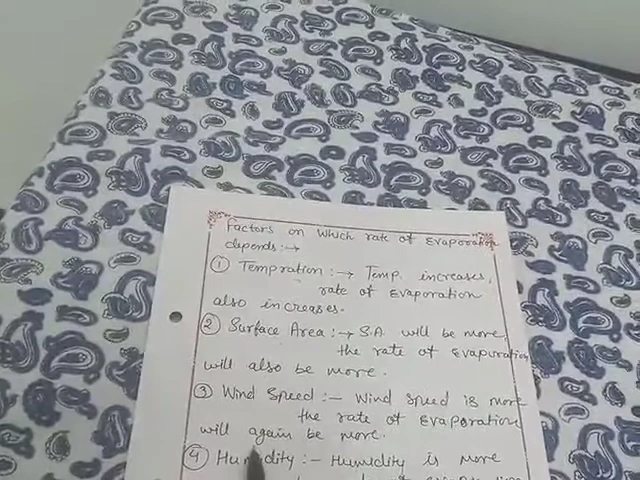 Factors on which rate of Evaporation
depends:→
① Tempration:→ Temp. increases,
rate of Evaporation
also increases.
② Surface Area:→ S.A will be more,
the rate of evaporation
will also be more.
③ Wind Speed:- Wind speed is more
the rate of Evaporation
will again be more.
④ Humidity:- Humidity is more